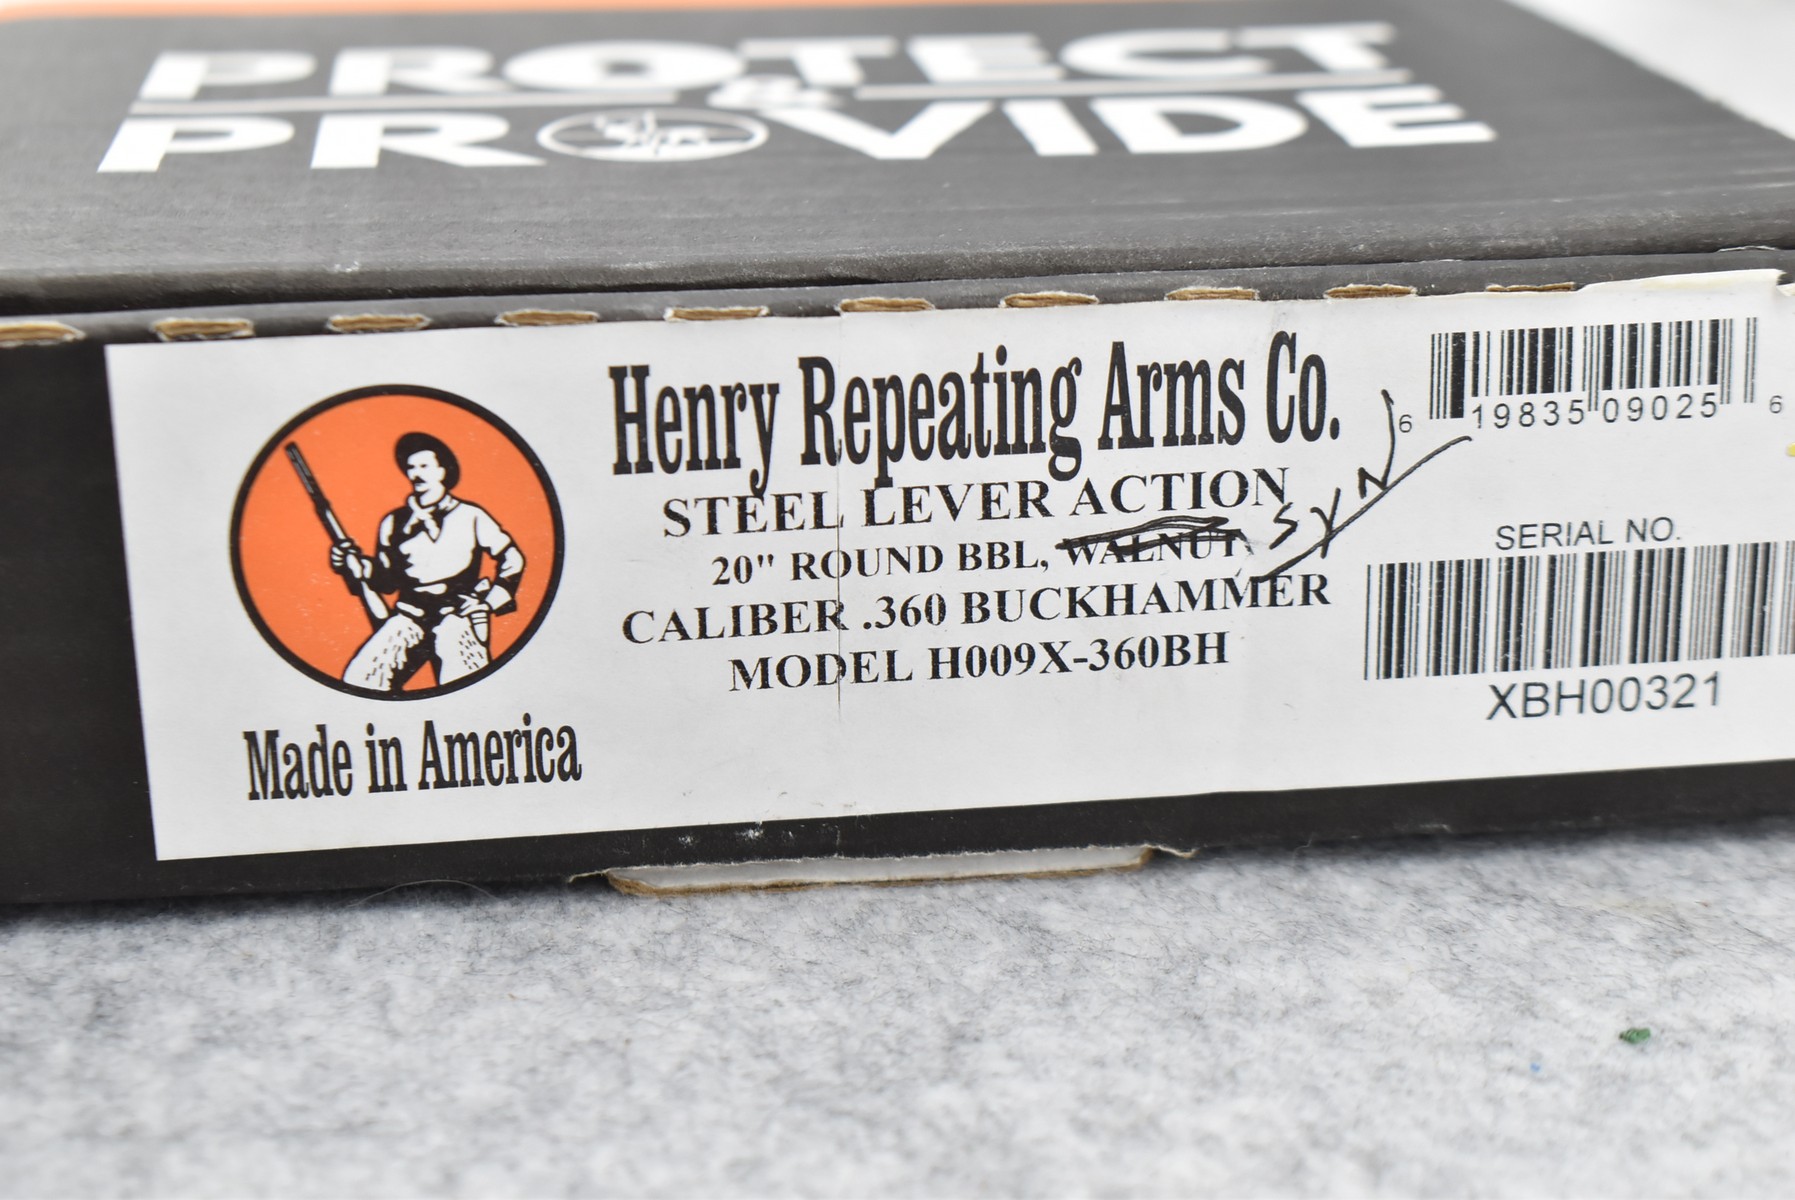 PROTECT
&
PROVIDE
Henry Repeating Arms Co.
STEEL LEVER ACTION
20" ROUND BBL, WALNUT, SYN
CALIBER .360 BUCKHAMMER
MODEL H009X-360BH
Made in America
6 19835 09025 6
SERIAL NO.
XBH00321